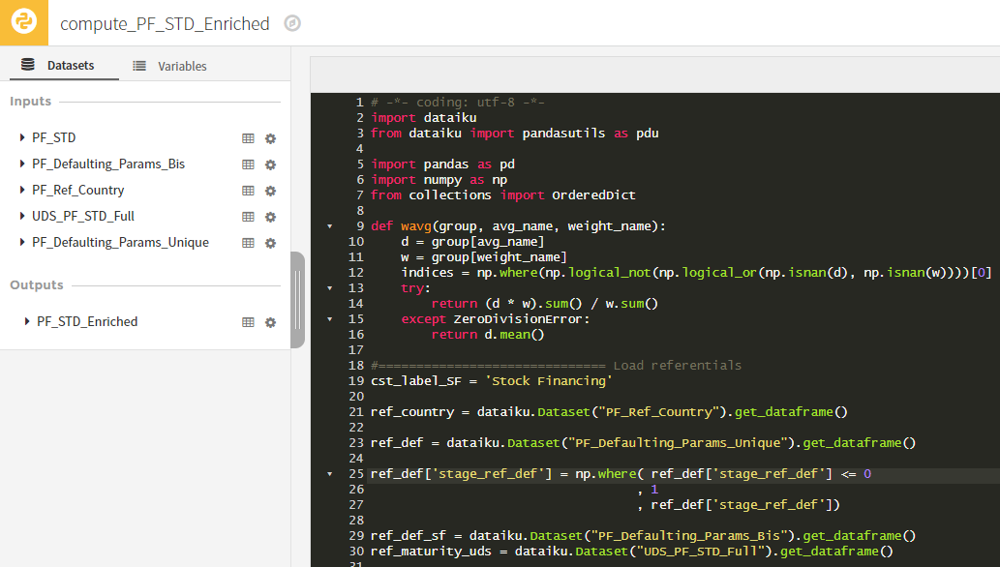 compute_PF_STD_Enriched
Datasets
Variables
Inputs
PF_STD
PF_Defaulting_Params_Bis
PF_Ref_Country
UDS_PF_STD_Full
PF_Defaulting_Params_Unique
Outputs
PF_STD_Enriched
1 # -*- coding: utf-8 -*-
2 import dataiku
3 from dataiku import pandasutils as pdu
4
5 import pandas as pd
6 import numpy as np
7 from collections import OrderedDict
8
9 def wavg(group, avg_name, weight_name):
10     d = group[avg_name]
11     w = group[weight_name]
12     indices = np.where(np.logical_not(np.logical_or(np.isnan(d), np.isnan(w))))[0]
13     try:
14         return (d * w).sum() / w.sum()
15     except ZeroDivisionError:
16         return d.mean()
17
18 #============================== Load referentials
19 cst_label_SF = 'Stock Financing'
20
21 ref_country = dataiku.Dataset("PF_Ref_Country").get_dataframe()
22
23 ref_def = dataiku.Dataset("PF_Defaulting_Params_Unique").get_dataframe()
24
25 ref_def['stage_ref_def'] = np.where( ref_def['stage_ref_def'] <= 0
26                                    , 1
27                                    , ref_def['stage_ref_def'])
28
29 ref_def_sf = dataiku.Dataset("PF_Defaulting_Params_Bis").get_dataframe()
30 ref_maturity_uds = dataiku.Dataset("UDS_PF_STD_Full").get_dataframe()
31